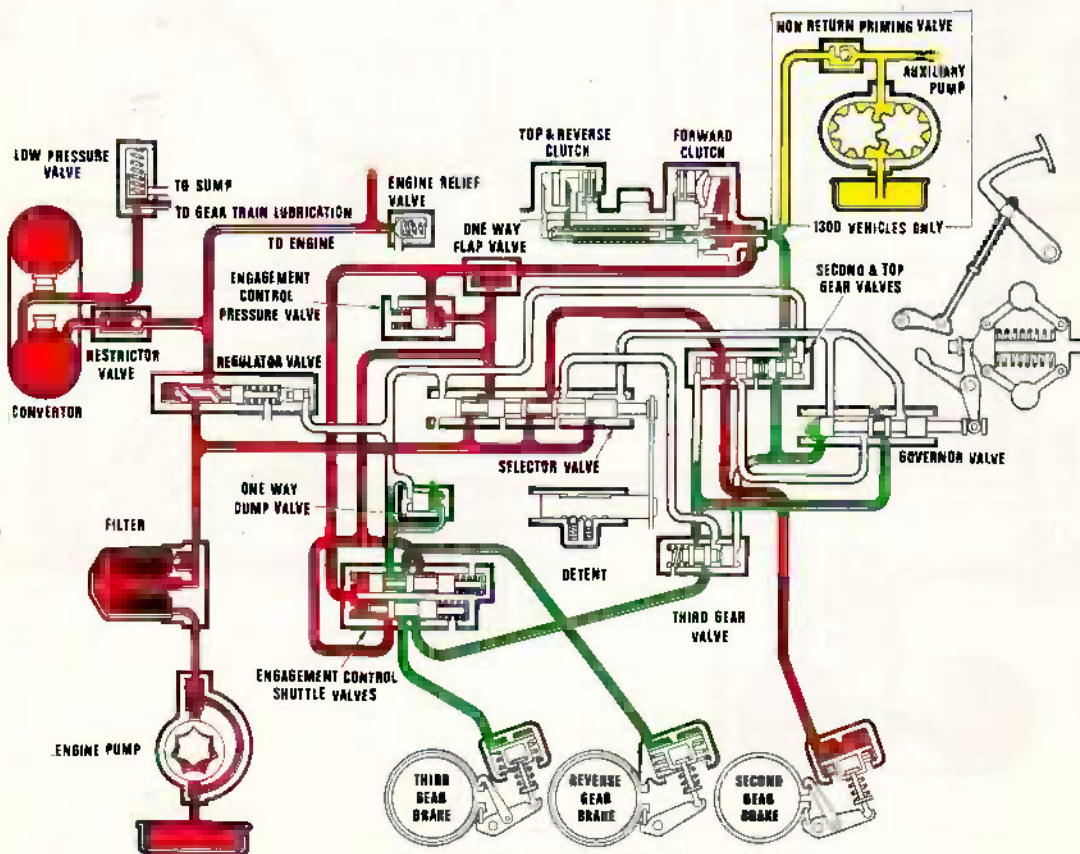 NON RETURN PRIMING VALVE
AUXILIARY
PUMP
1300 VEHICLES ONLY
TOP & REVERSE
CLUTCH
FORWARD
CLUTCH
LOW PRESSURE
VALVE
TO SUMP
TO GEAR TRAIN LUBRICATION
TO ENGINE
ENGINE RELIEF
VALVE
ONE WAY
FLAP VALVE
ENGAGEMENT
CONTROL
PRESSURE VALVE
SECOND & TOP
GEAR VALVES
RESTRICTOR
VALVE
REGULATOR VALVE
CONVERTOR
SELECTOR VALVE
GOVERNOR VALVE
ONE WAY
DUMP VALVE
FILTER
DETENT
THIRD GEAR
VALVE
ENGAGEMENT CONTROL
SHUTTLE VALVES
ENGINE PUMP
THIRD
GEAR
BRAKE
REVERSE
GEAR
BRAKE
SECOND
GEAR
BRAKE